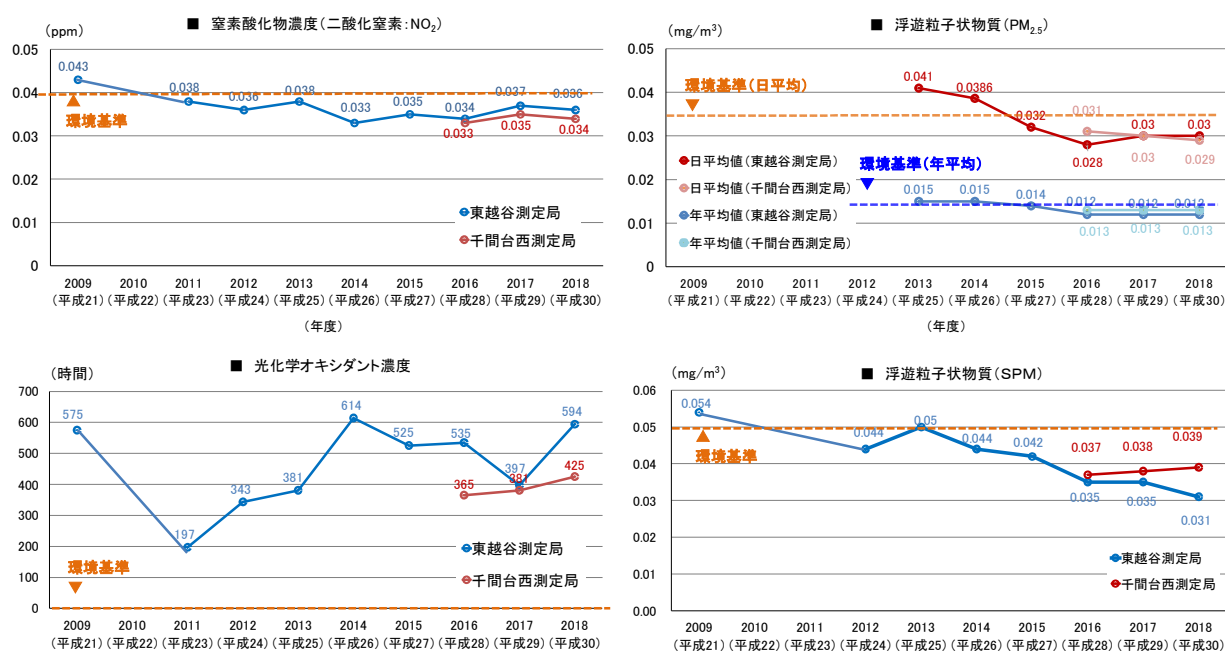 ■ 窒素酸化物濃度(二酸化窒素:NO₂)
(ppm)
0.05
0.04
0.03
0.02
0.01
0
0.043
0.038
0.036
0.038
0.033
0.035
0.034
0.037
0.036
0.033
0.035
0.034
環境基準
東越谷測定局
千間台西測定局
2009 2010 2011 2012 2013 2014 2015 2016 2017 2018
(平成21)(平成22)(平成23)(平成24)(平成25)(平成26)(平成27)(平成28)(平成29)(平成30)
(年度)
■ 浮遊粒子状物質(PM₂.₅)
(mg/m³)
0.05
0.04
0.03
0.02
0.01
0
環境基準(日平均)
0.041
0.0386
0.032
0.031
0.03
0.03
0.028
0.03
0.029
環境基準(年平均)
0.015
0.015
0.014
0.012
0.012
0.012
0.013
0.013
0.013
日平均値(東越谷測定局)
日平均値(千間台西測定局)
年平均値(東越谷測定局)
年平均値(千間台西測定局)
2009 2010 2011 2012 2013 2014 2015 2016 2017 2018
(平成21)(平成22)(平成23)(平成24)(平成25)(平成26)(平成27)(平成28)(平成29)(平成30)
(年度)
■ 光化学オキシダント濃度
(時間)
700
600
500
400
300
200
100
0
575
197
343
381
614
525
535
397
594
365
381
425
環境基準
東越谷測定局
千間台西測定局
2009 2010 2011 2012 2013 2014 2015 2016 2017 2018
(平成21)(平成22)(平成23)(平成24)(平成25)(平成26)(平成27)(平成28)(平成29)(平成30)
■ 浮遊粒子状物質(SPM)
(mg/m³)
0.06
0.05
0.04
0.03
0.02
0.01
0.00
0.054
0.044
0.05
0.044
0.042
0.037
0.038
0.039
0.035
0.035
0.031
環境基準
東越谷測定局
千間台西測定局
2009 2010 2011 2012 2013 2014 2015 2016 2017 2018
(平成21)(平成22)(平成23)(平成24)(平成25)(平成26)(平成27)(平成28)(平成29)(平成30)